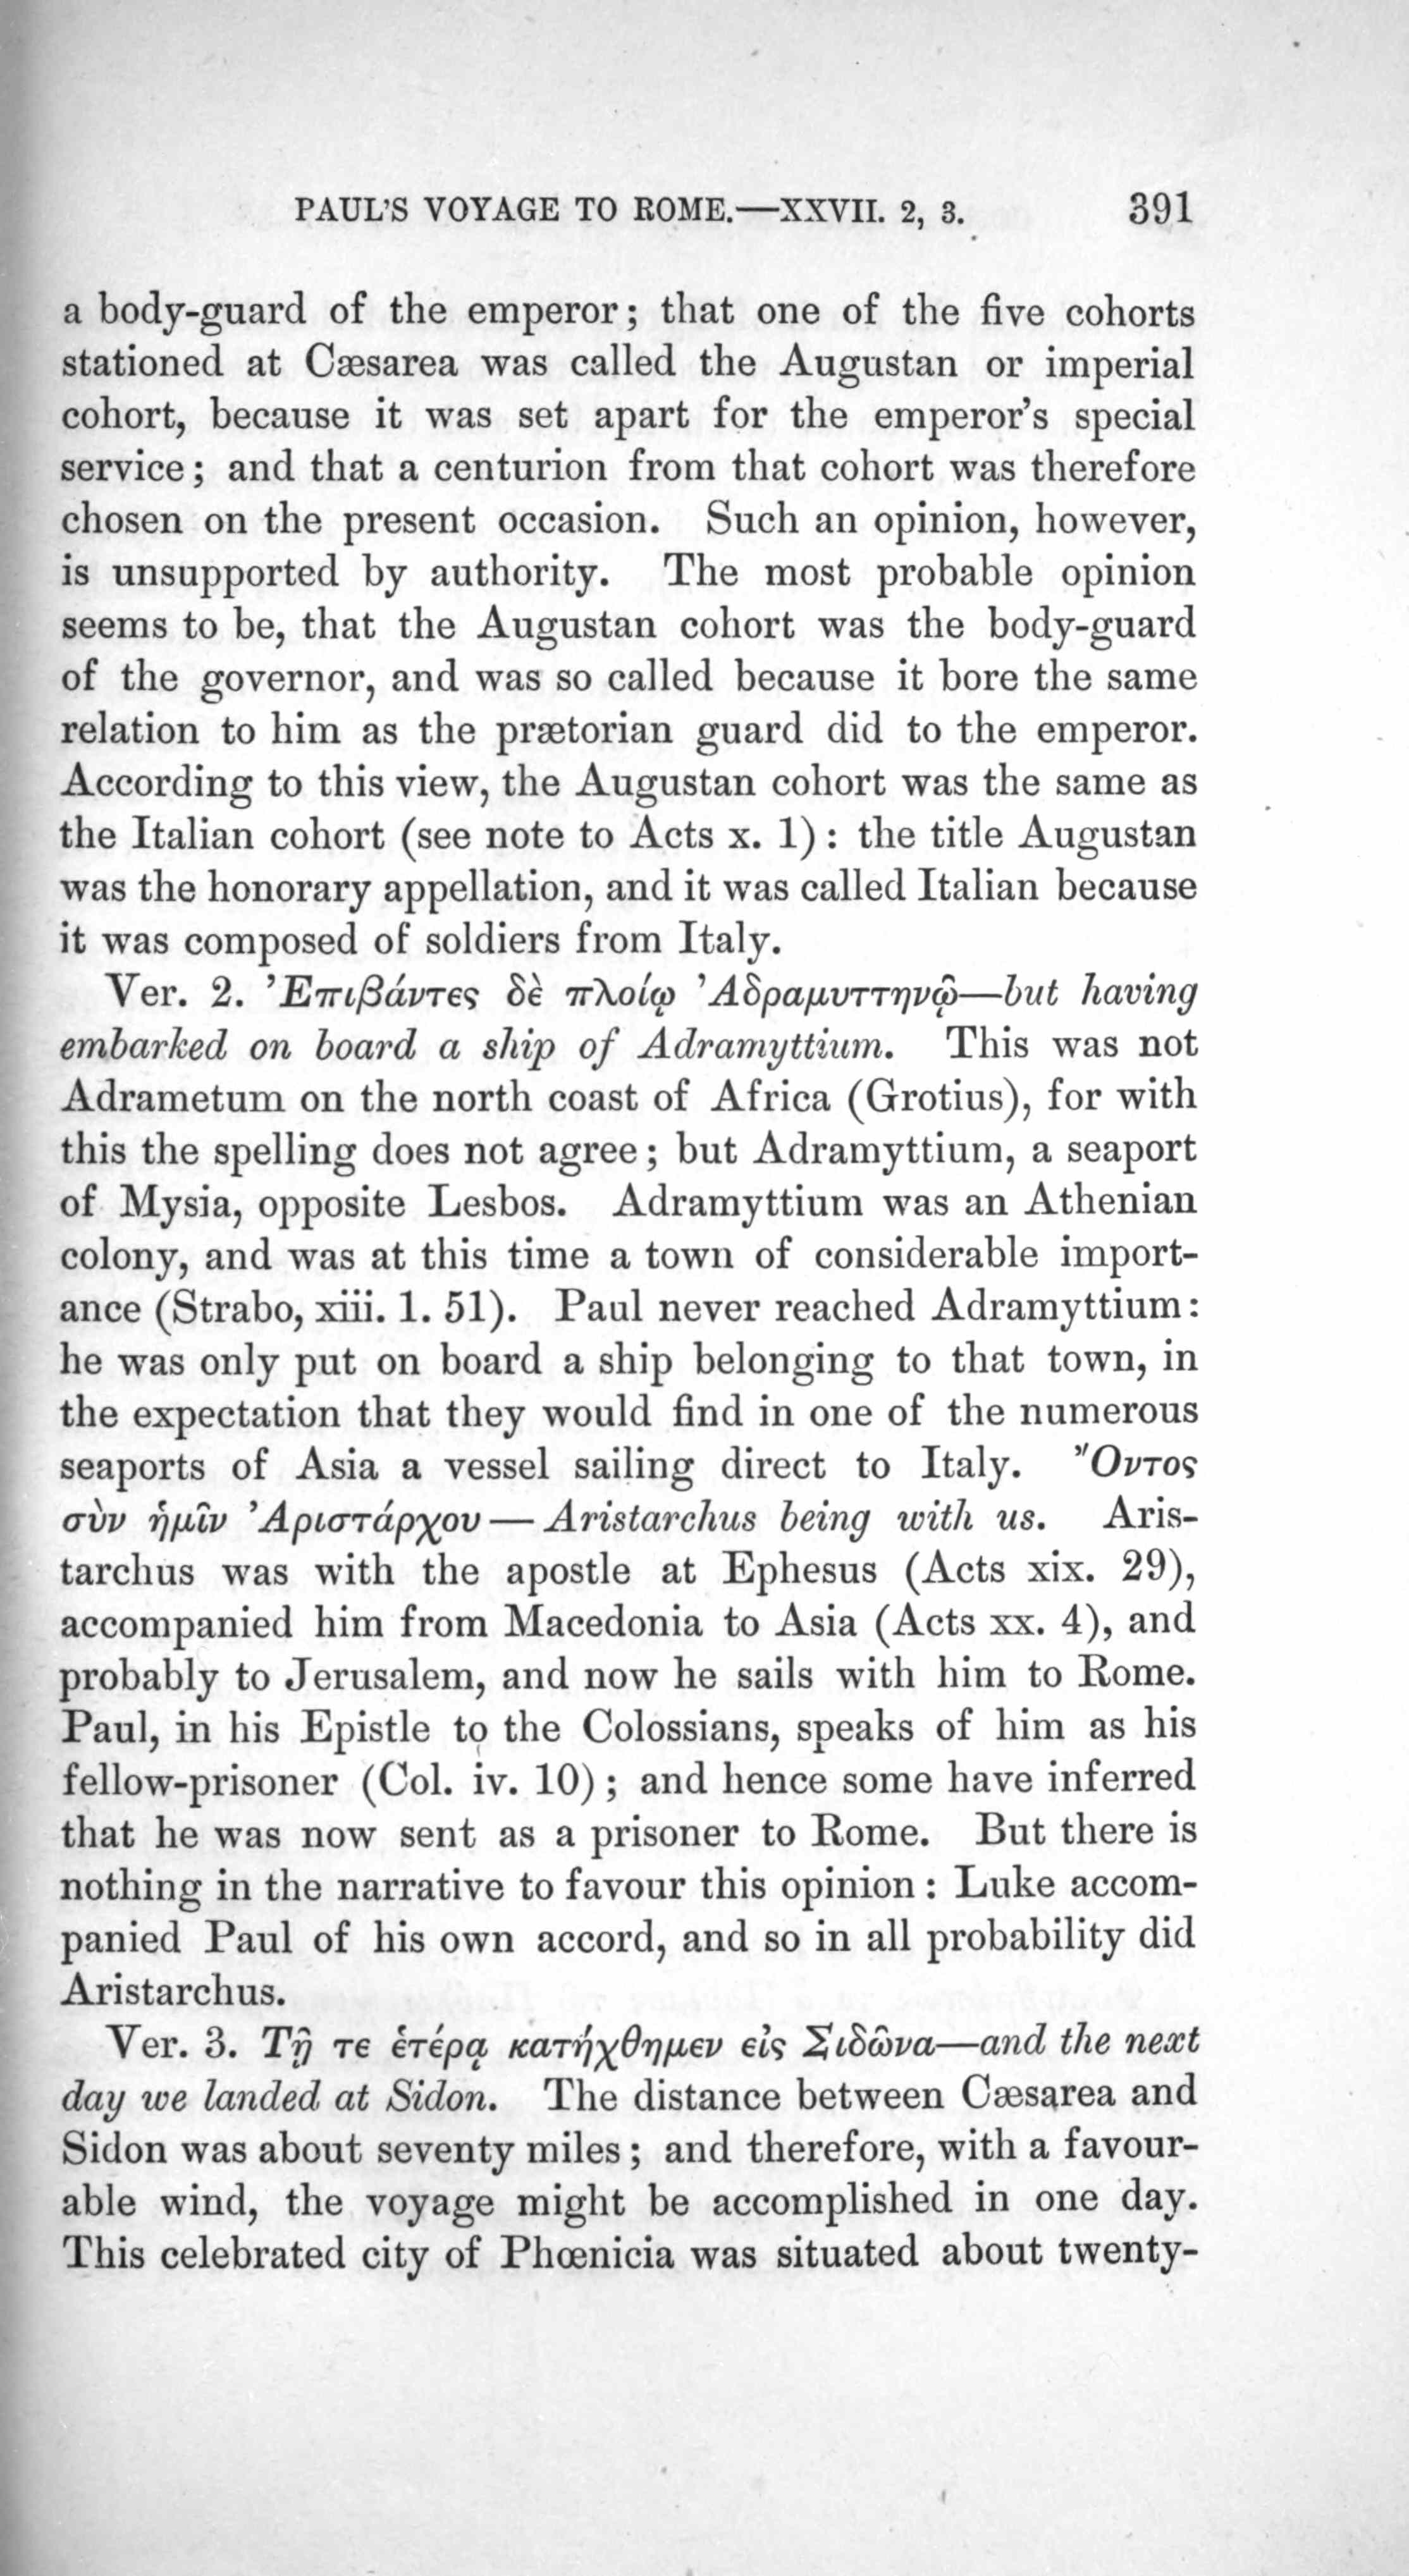 PAUL'S VOYAGE TO ROME.—XXVII. 2, 3. 391
a body-guard of the emperor; that one of the five cohorts
stationed at Cæsarea was called the Augustan or imperial
cohort, because it was set apart for the emperor's special
service; and that a centurion from that cohort was therefore
chosen on the present occasion. Such an opinion, however,
is unsupported by authority. The most probable opinion
seems to be, that the Augustan cohort was the body-guard
of the governor, and was so called because it bore the same
relation to him as the prætorian guard did to the emperor.
According to this view, the Augustan cohort was the same as
the Italian cohort (see note to Acts x. 1): the title Augustan
was the honorary appellation, and it was called Italian because
it was composed of soldiers from Italy.
Ver. 2. Ἐπιβάντες δὲ πλοίῳ Ἀδραμυττηνῷ—but having
embarked on board a ship of Adramyttium. This was not
Adrametum on the north coast of Africa (Grotius), for with
this the spelling does not agree; but Adramyttium, a seaport
of Mysia, opposite Lesbos. Adramyttium was an Athenian
colony, and was at this time a town of considerable import-
ance (Strabo, xiii. 1. 51). Paul never reached Adramyttium:
he was only put on board a ship belonging to that town, in
the expectation that they would find in one of the numerous
seaports of Asia a vessel sailing direct to Italy. Ὄντος
σὺν ἡμῖν Ἀριστάρχου—Aristarchus being with us. Aris-
tarchus was with the apostle at Ephesus (Acts xix. 29),
accompanied him from Macedonia to Asia (Acts xx. 4), and
probably to Jerusalem, and now he sails with him to Rome.
Paul, in his Epistle to the Colossians, speaks of him as his
fellow-prisoner (Col. iv. 10); and hence some have inferred
that he was now sent as a prisoner to Rome. But there is
nothing in the narrative to favour this opinion: Luke accom-
panied Paul of his own accord, and so in all probability did
Aristarchus.
Ver. 3. Τῇ τε ἑτέρᾳ κατήχθημεν εἰς Σιδῶνα—and the next
day we landed at Sidon. The distance between Cæsarea and
Sidon was about seventy miles; and therefore, with a favour-
able wind, the voyage might be accomplished in one day.
This celebrated city of Phœnicia was situated about twenty-